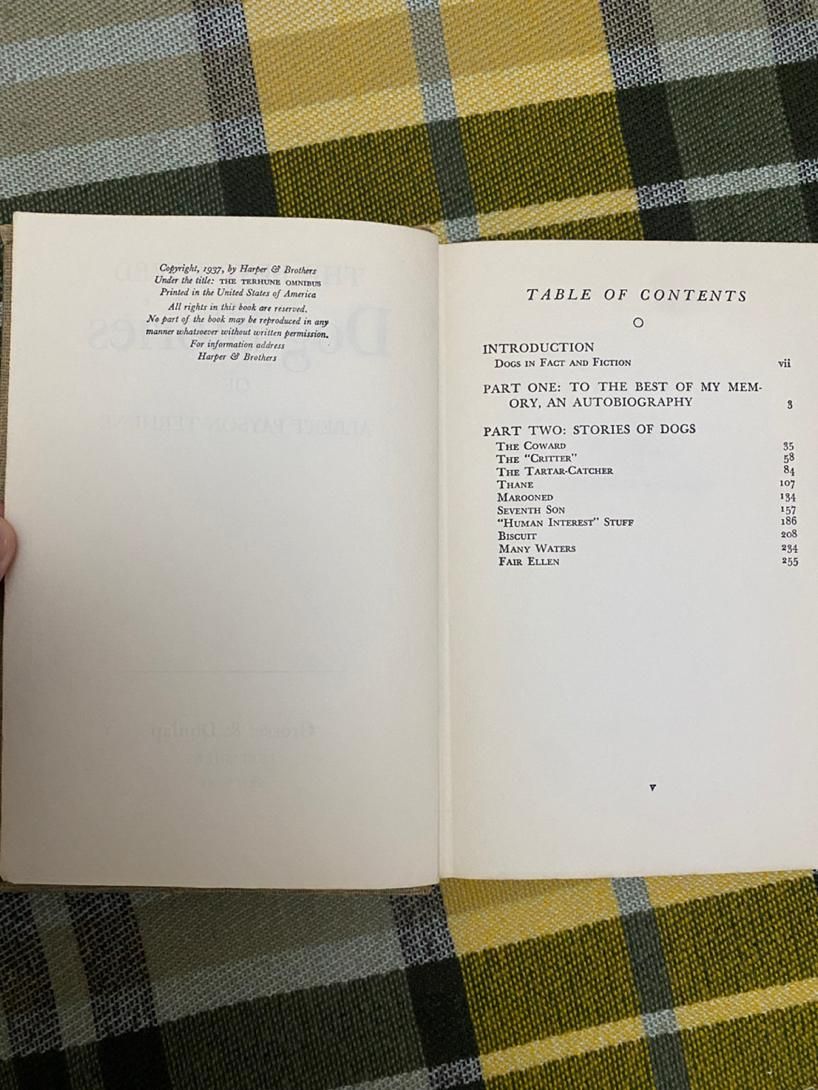 Copyright, 1937, by Harper & Brothers
Under the title: THE TERHUNE OMNIBUS
Printed in the United States of America
All rights in this book are reserved.
No part of the book may be reproduced in any
manner whatsoever without written permission.
For information address
Harper & Brothers
TABLE OF CONTENTS
INTRODUCTION
DOGS IN FACT AND FICTION vii
PART ONE: TO THE BEST OF MY MEM-
ORY, AN AUTOBIOGRAPHY 3
PART TWO: STORIES OF DOGS
THE COWARD 35
THE "CRITTER" 58
THE TARTAR-CATCHER 84
THANE 107
MAROONED 134
SEVENTH SON 157
"HUMAN INTEREST" STUFF 186
BISCUIT 208
MANY WATERS 234
FAIR ELLEN 255
v